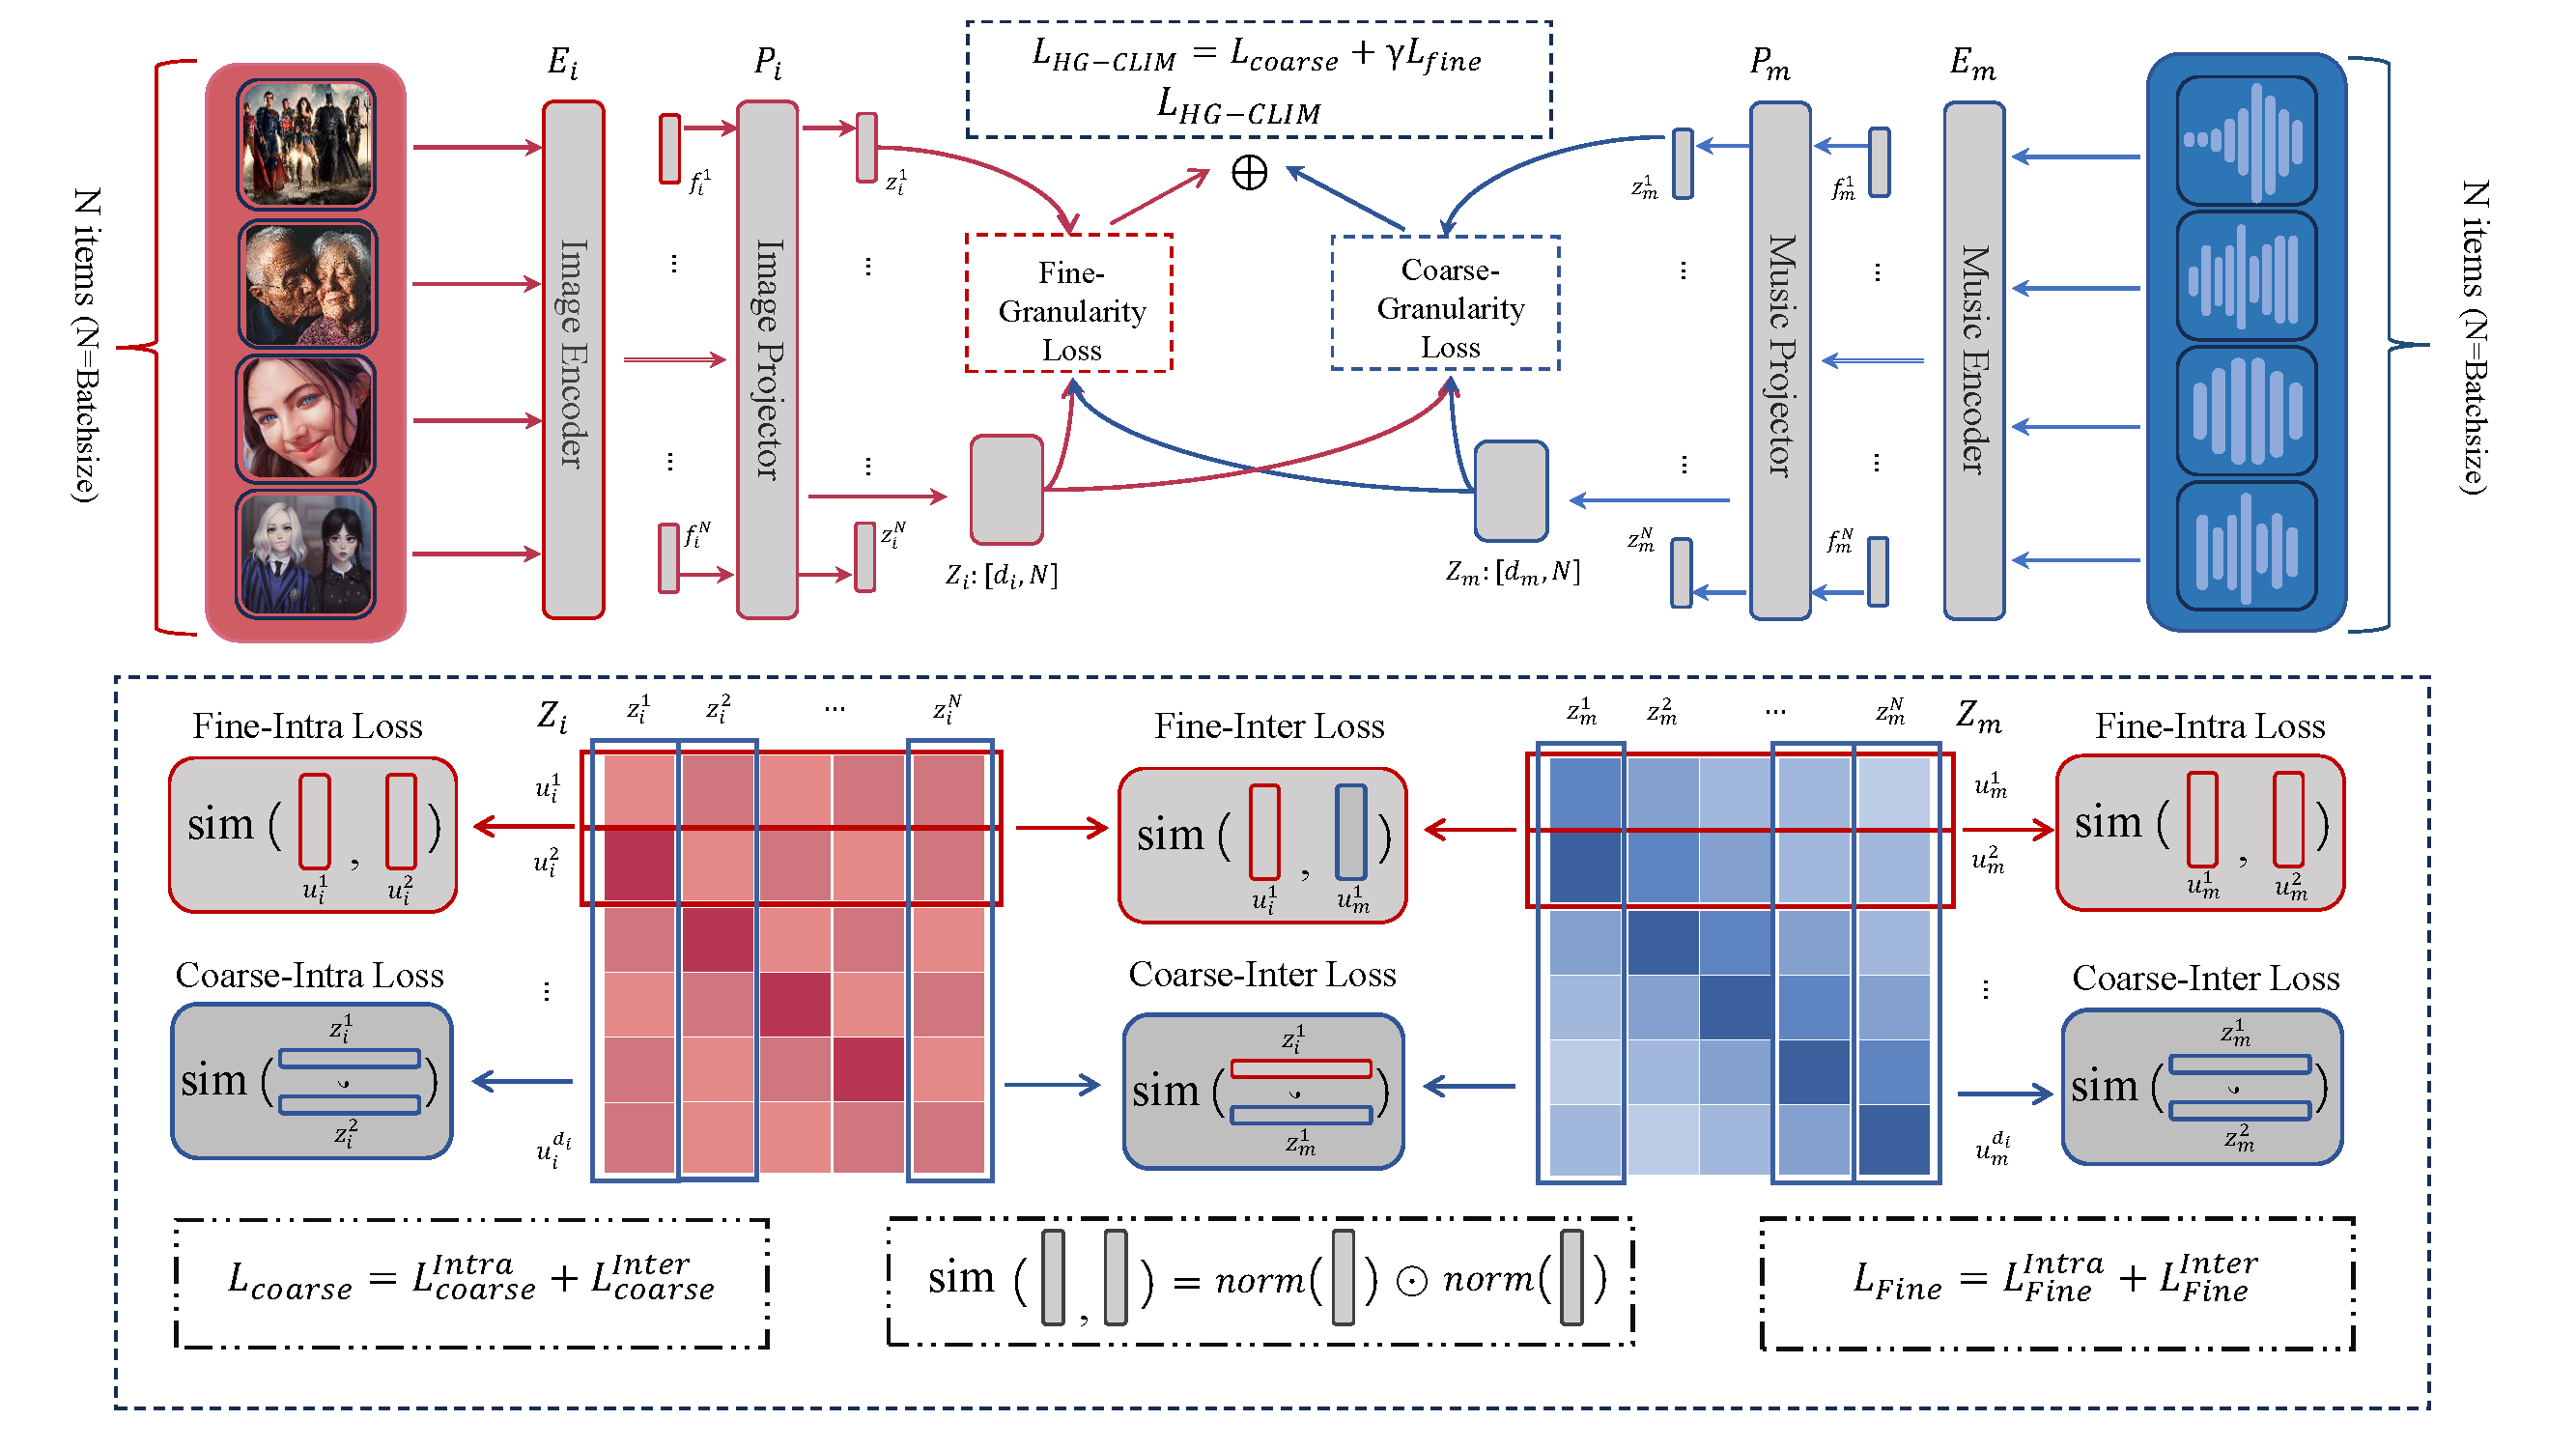 N items (N=Batchsize)
E_i
P_i
L_{HG-CLIM} = L_{coarse} + γL_{fine}
L_{HG-CLIM}
⊕
P_m
E_m
N items (N=Batchsize)
Image Encoder
f_i^1
⋮
⋮
f_i^N
Image Projector
z_i^1
⋮
⋮
z_i^N
Fine-
Granularity
Loss
Coarse-
Granularity
Loss
Z_i: [d_i, N]
Z_m: [d_m, N]
z_m^1
⋮
⋮
z_m^N
Music Projector
f_m^1
⋮
⋮
f_m^N
Music Encoder
Fine-Intra Loss
sim ( , )
u_i^1 u_i^2
Coarse-Intra Loss
z_i^1
sim ( , )
z_i^2
Z_i
z_i^1 z_i^2 ... z_i^N
u_i^1
u_i^2
⋮
u_i^{d_i}
Fine-Inter Loss
sim ( , )
u_i^1 u_m^1
Coarse-Inter Loss
z_i^1
sim ( , )
z_m^1
z_m^1 z_m^2 ... z_m^N
Z_m
u_m^1
u_m^2
⋮
u_m^{d_i}
Fine-Intra Loss
sim ( , )
u_m^1 u_m^2
Coarse-Inter Loss
z_m^1
sim ( , )
z_m^2
L_{coarse} = L_{coarse}^{Intra} + L_{coarse}^{Inter}
sim ( , ) = norm( ) ⊙ norm( )
L_{Fine} = L_{Fine}^{Intra} + L_{Fine}^{Inter}